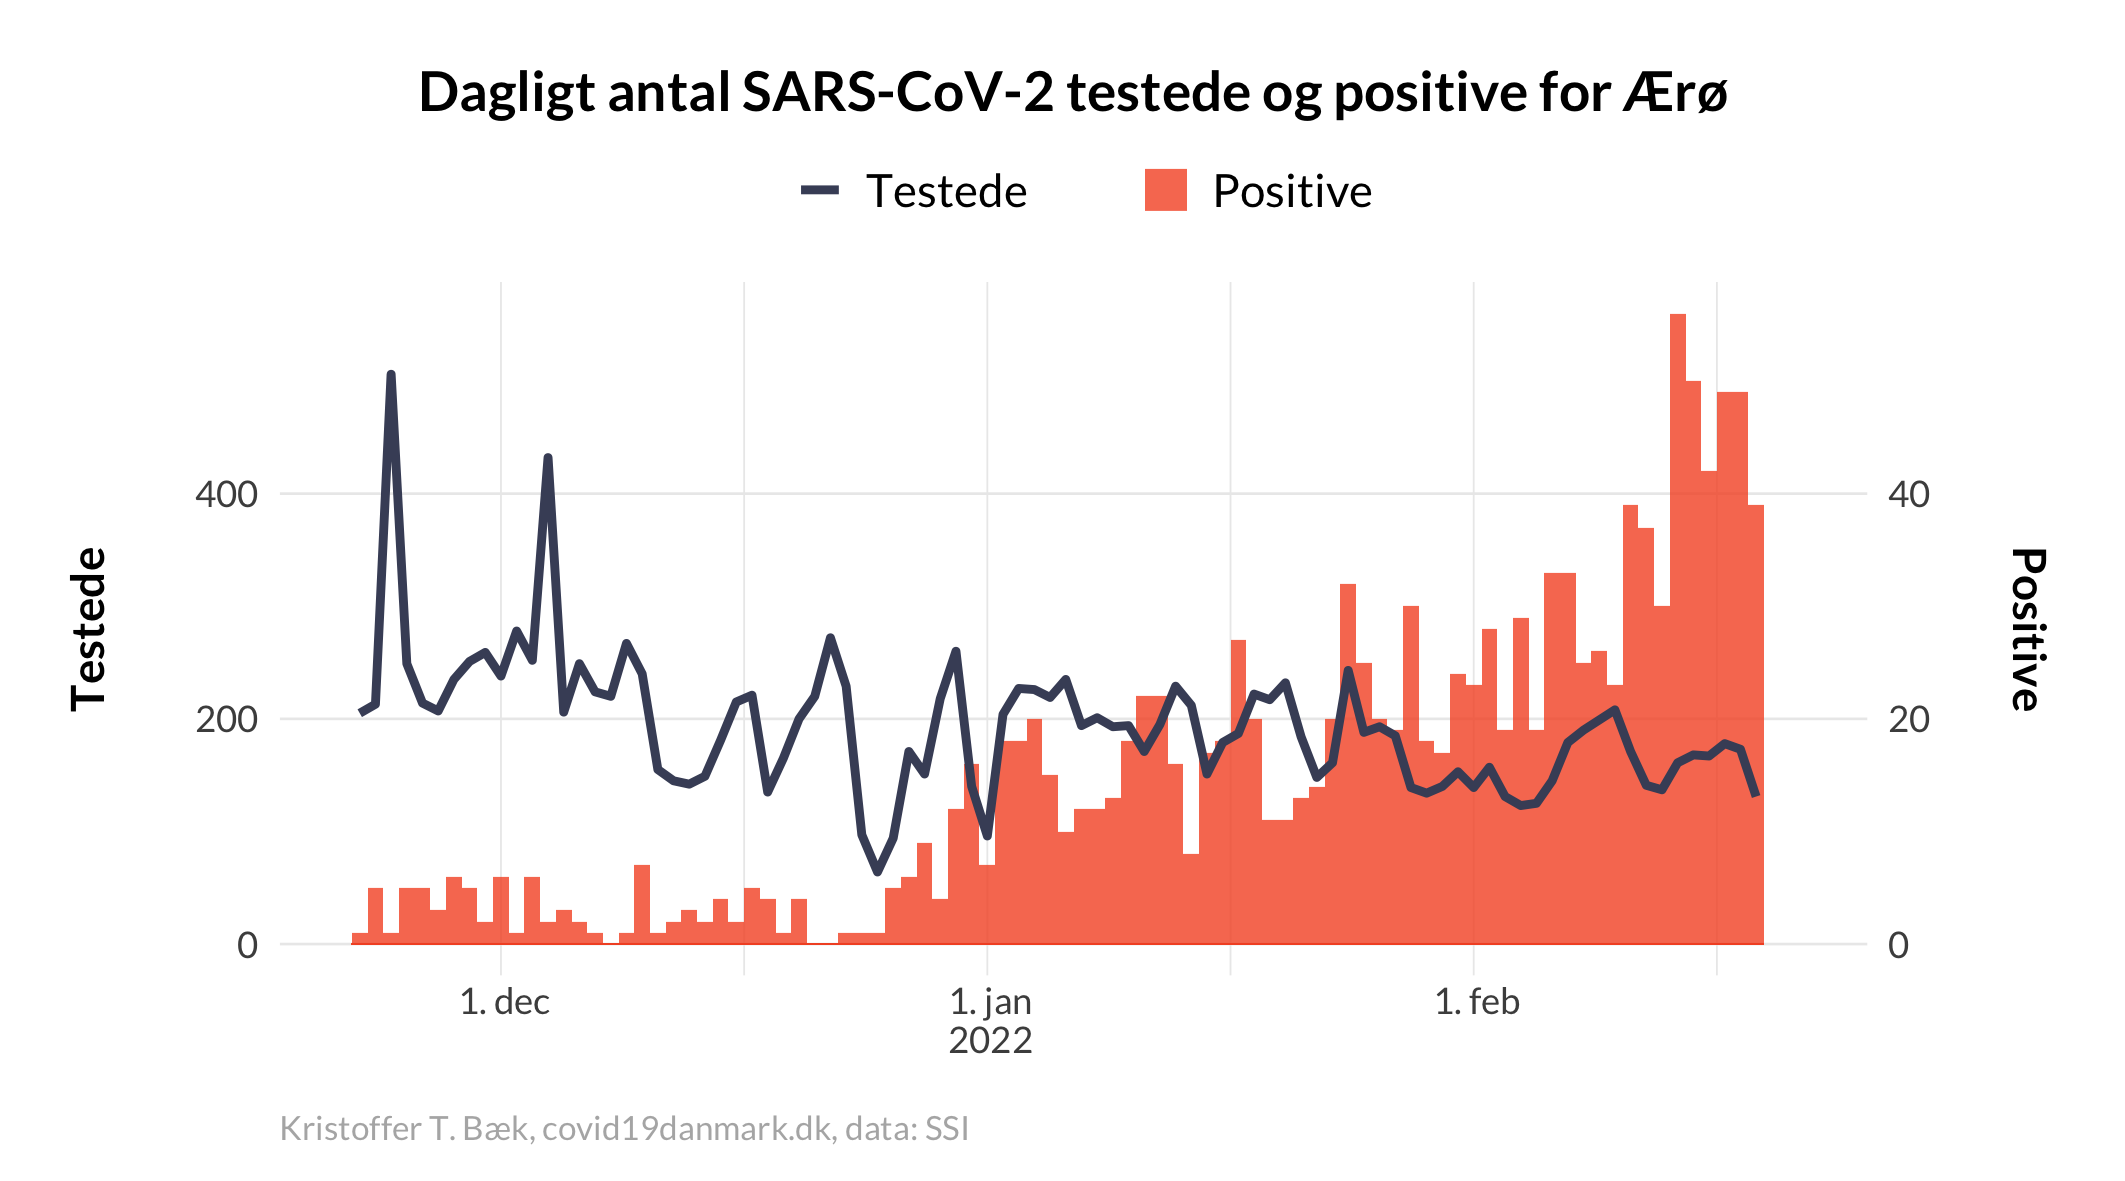 Dagligt antal SARS-CoV-2 testede og positive for Ærø
Testede
Positive
400
200
0
40
20
0
Testede
Positive
1. dec
1. jan
2022
1. feb
Kristoffer T. Bæk, covid19danmark.dk, data: SSI